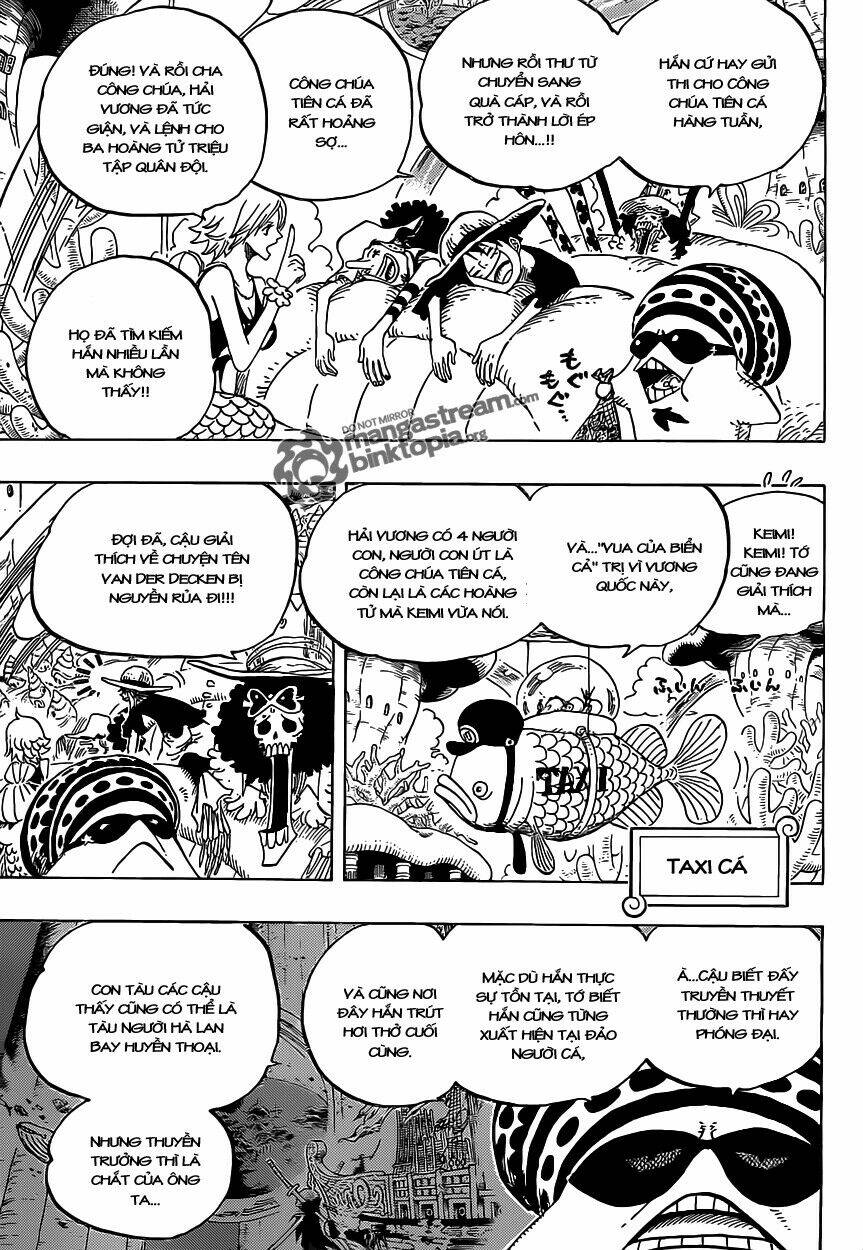 HẮN CỨ HAY GỬI
THI CHO CÔNG
CHÚA TIÊN CÁ
HÀNG TUẦN,
NHƯNG RỒI THƯ TỪ
CHUYỂN SANG
QUÀ CÁP, VÀ RỒI
TRỞ THÀNH LỜI ÉP
HÔN...!!
CÔNG CHÚA
TIÊN CÁ ĐÃ
RẤT HOẢNG
SỢ...
ĐÚNG! VÀ RỒI CHA
CÔNG CHÚA, HẢI
VƯƠNG ĐÃ TỨC
GIẬN, VÀ LỆNH CHO
BA HOÀNG TỬ TRIỆU
TẬP QUÂN ĐỘI.
HỌ ĐÃ TÌM KIẾM
HẮN NHIỀU LẦN
MÀ KHÔNG
THẤY!!
もぐもぐ...
DO NOT MIRROR
mangastream.com
binktopia.org
KEIMI!
KEIMI! TỚ
CŨNG ĐANG
GIẢI THÍCH
MÀ...
VÀ..."VUA CỦA BIỂN
CẢ" TRỊ VÌ VƯƠNG
QUỐC NÀY,
HẢI VƯƠNG CÓ 4 NGƯỜI
CON, NGƯỜI CON ÚT LÀ
CÔNG CHÚA TIÊN CÁ,
CÒN LẠI LÀ CÁC HOÀNG
TỬ MÀ KEIMI VỪA NÓI.
TAXI
TAXI CÁ
ĐỢI ĐÃ, CẬU GIẢI
THÍCH VỀ CHUYỆN TÊN
VAN DER DECKEN BỊ
NGUYỀN RỦA ĐI!!!
À...CẬU BIẾT ĐẤY
TRUYỀN THUYẾT
THƯỜNG THÌ HAY
PHÓNG ĐẠI.
MẶC DÙ HẮN THỰC
SỰ TỒN TẠI, TỚ BIẾT
HẮN CŨNG TỪNG
XUẤT HIỆN TẠI ĐẢO
NGƯỜI CÁ,
VÀ CŨNG NƠI
ĐÂY HẮN TRÚT
HƠI THỞ CUỐI
CÙNG.
CON TÀU CÁC CẬU
THẤY CŨNG CÓ THỂ LÀ
TÀU NGƯỜI HÀ LAN
BAY HUYỀN THOẠI.
NHƯNG THUYỀN
TRƯỞNG THÌ LÀ
CHẮT CỦA ÔNG
TA...